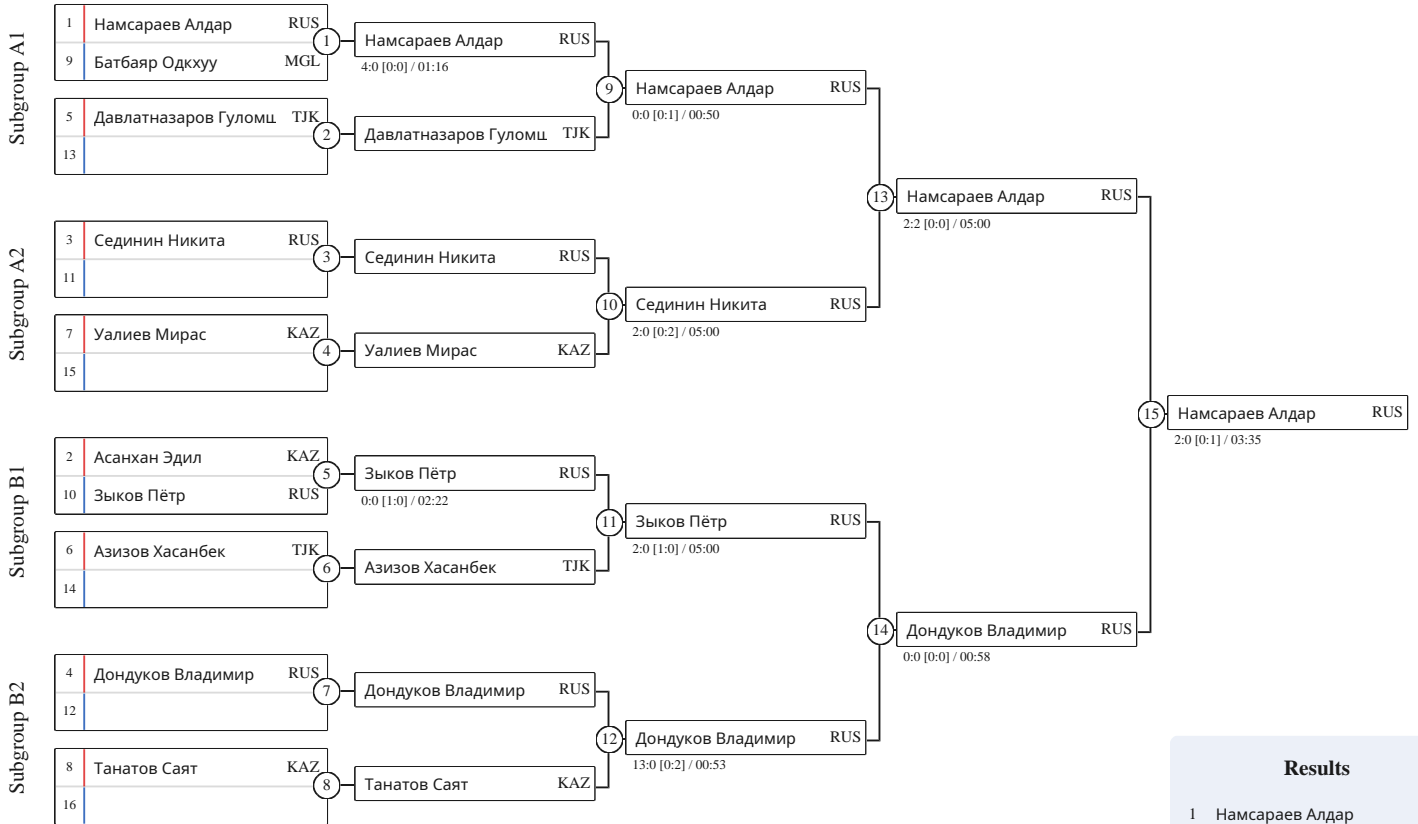 Subgroup A1
1 Намсараев Алдар RUS
9 Батбаяр Одкхуу MGL
1
5 Давлатназаров Гуломш TJK
13
2
Намсараев Алдар RUS
4:0 [0:0] / 01:16
Давлатназаров Гуломш TJK
9
Намсараев Алдар RUS
0:0 [0:1] / 00:50
Subgroup A2
3 Сединин Никита RUS
11
3
7 Уалиев Мирас KAZ
15
4
Сединин Никита RUS
Уалиев Мирас KAZ
10
Сединин Никита RUS
2:0 [0:2] / 05:00
13
Намсараев Алдар RUS
2:2 [0:0] / 05:00
Subgroup B1
2 Асанхан Эдил KAZ
10 Зыков Пётр RUS
5
6 Азизов Хасанбек TJK
14
6
Зыков Пётр RUS
0:0 [1:0] / 02:22
Азизов Хасанбек TJK
11
Зыков Пётр RUS
2:0 [1:0] / 05:00
Subgroup B2
4 Дондуков Владимир RUS
12
7
8 Танатов Саят KAZ
16
8
Дондуков Владимир RUS
Танатов Саят KAZ
12
Дондуков Владимир RUS
13:0 [0:2] / 00:53
14
Дондуков Владимир RUS
0:0 [0:0] / 00:58
15
Намсараев Алдар RUS
2:0 [0:1] / 03:35
Results
1 Намсараев Алдар